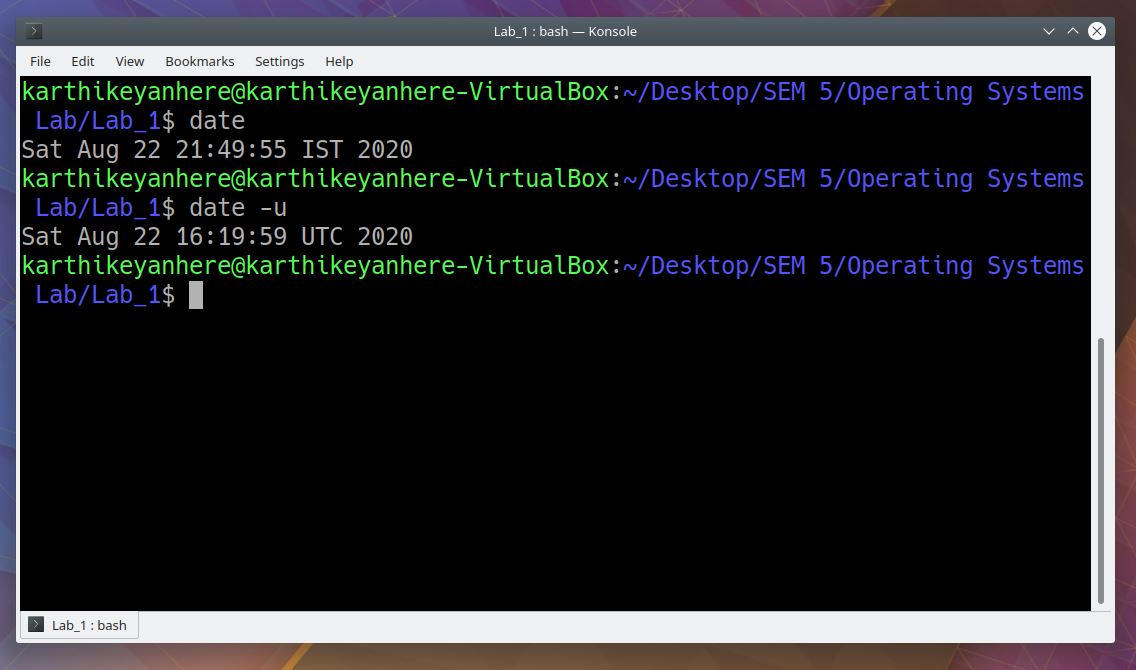 Lab_1 : bash — Konsole
File Edit View Bookmarks Settings Help
karthikeyanhere@karthikeyanhere-VirtualBox:~/Desktop/SEM 5/Operating Systems
Lab/Lab_1$ date
Sat Aug 22 21:49:55 IST 2020
karthikeyanhere@karthikeyanhere-VirtualBox:~/Desktop/SEM 5/Operating Systems
Lab/Lab_1$ date -u
Sat Aug 22 16:19:59 UTC 2020
karthikeyanhere@karthikeyanhere-VirtualBox:~/Desktop/SEM 5/Operating Systems
Lab/Lab_1$
Lab_1 : bash